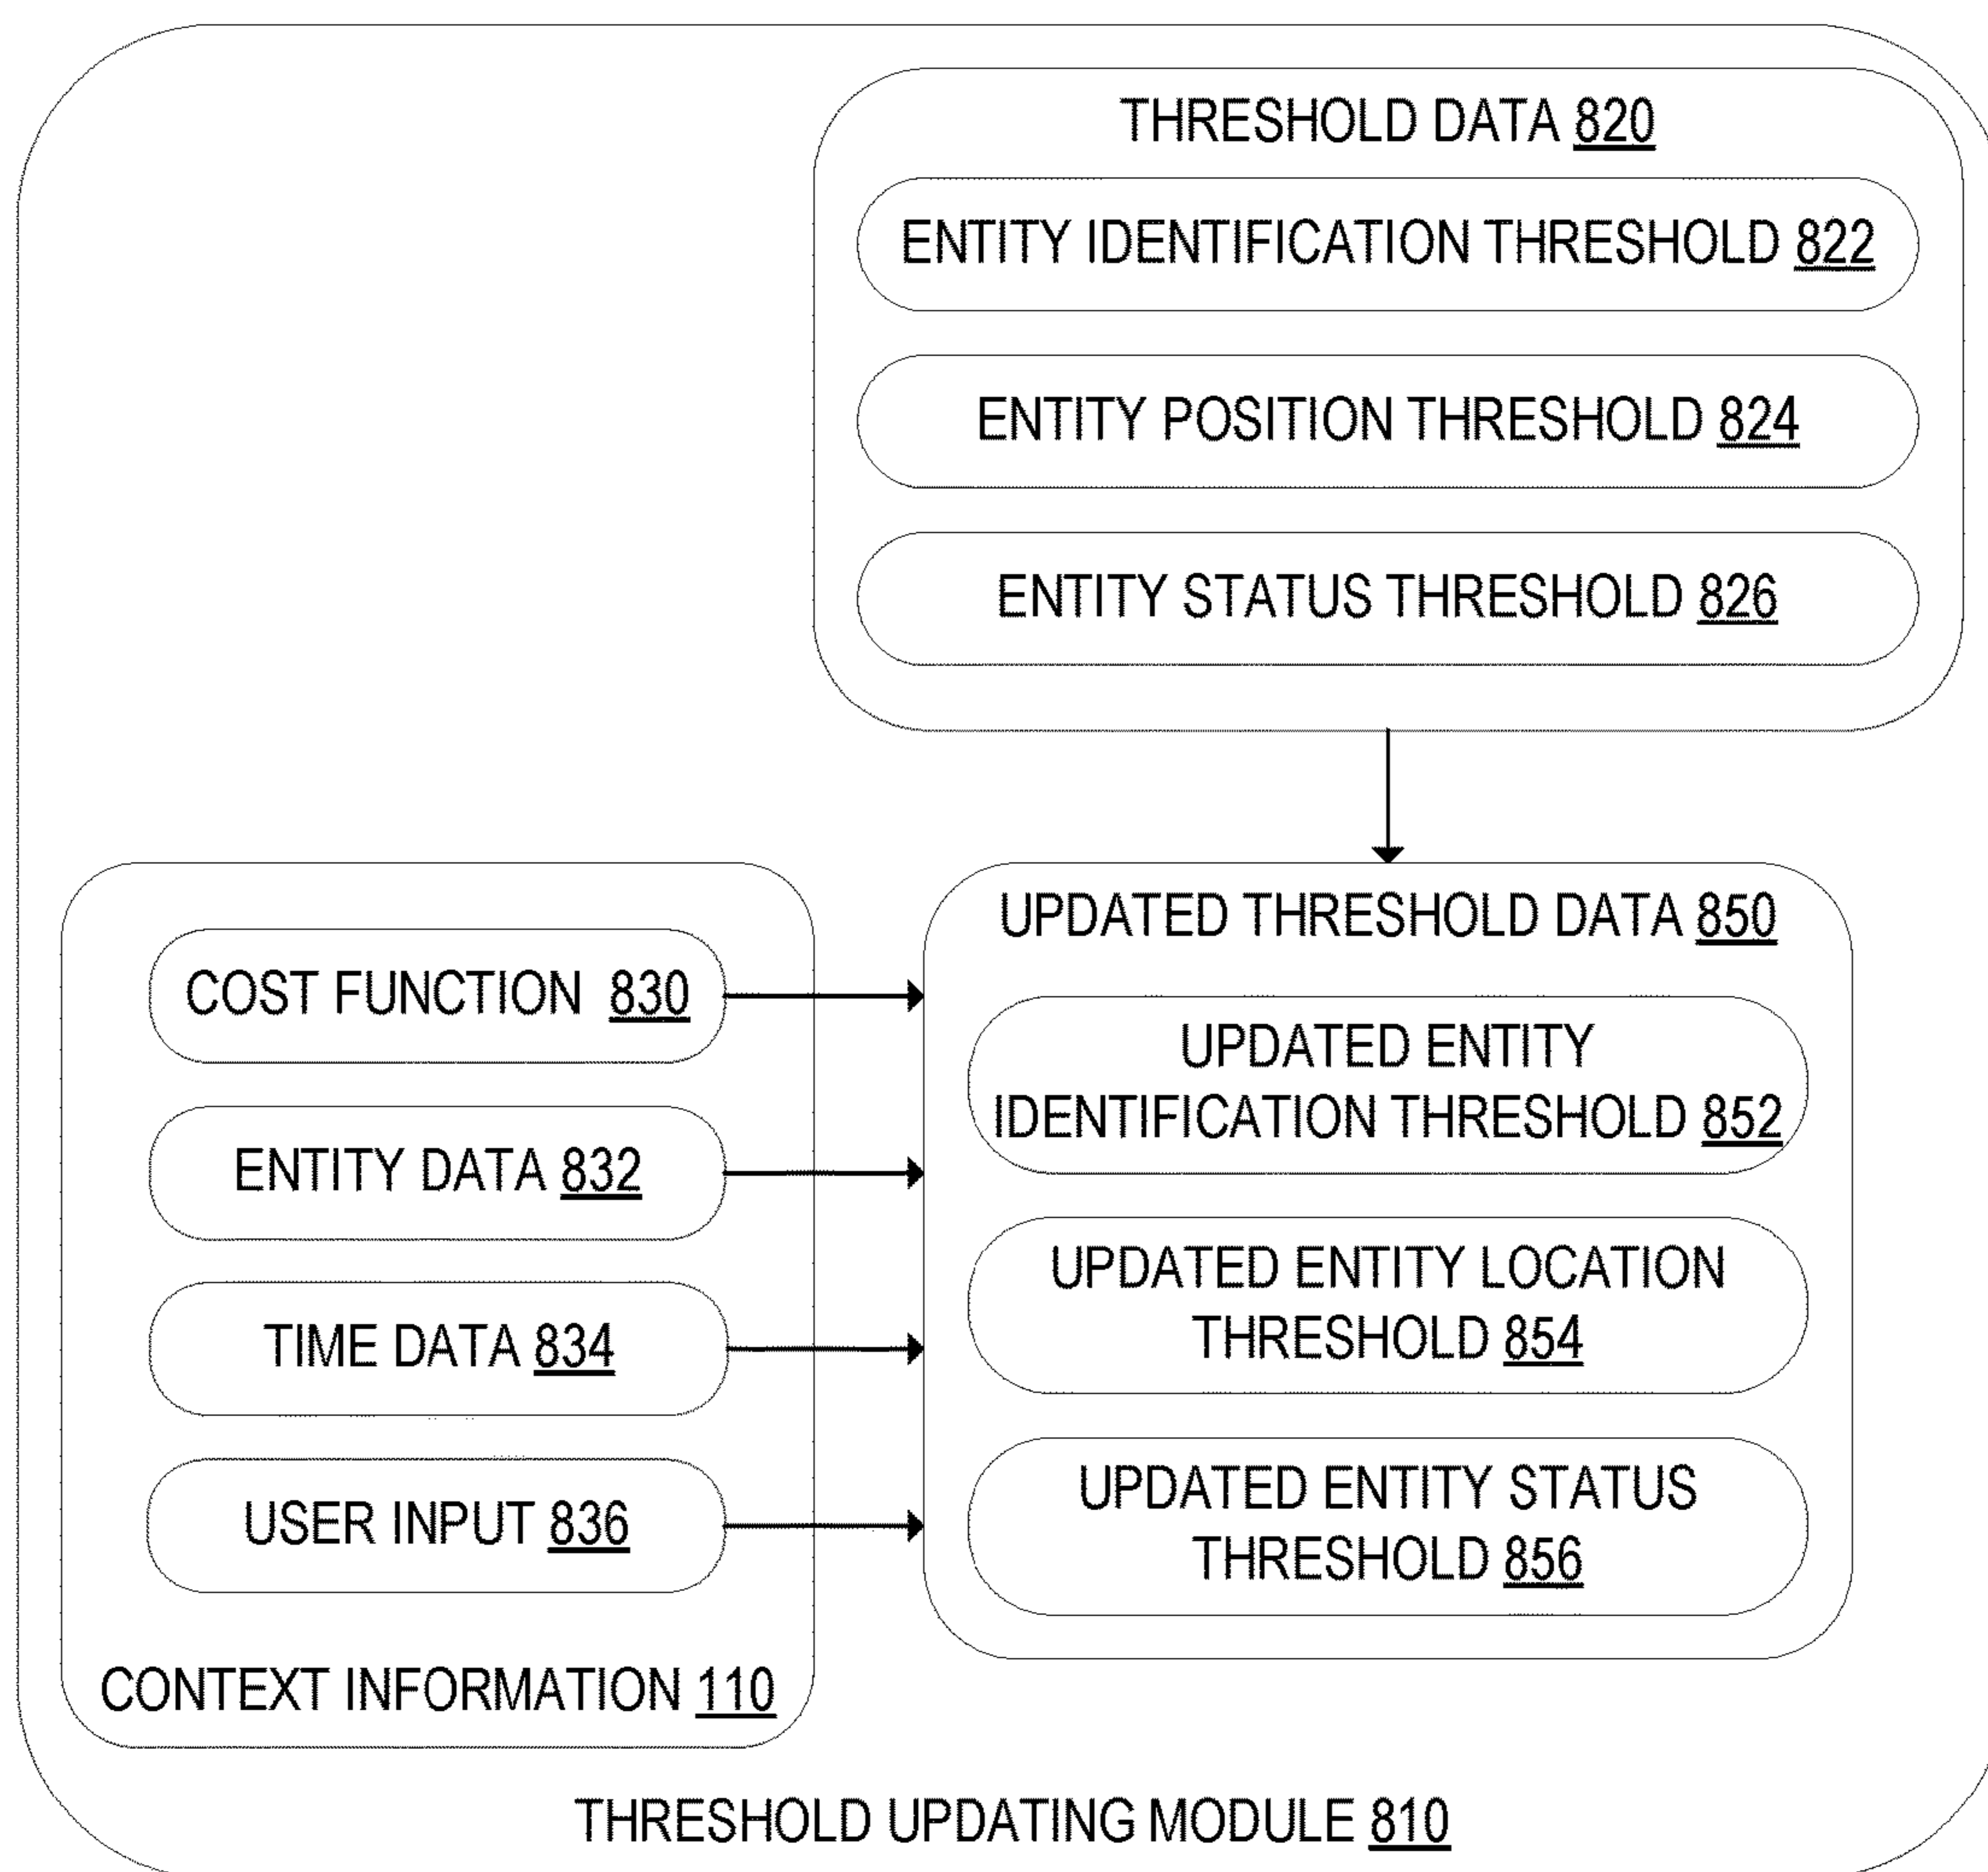 THRESHOLD DATA 820
ENTITY IDENTIFICATION THRESHOLD 822
ENTITY POSITION THRESHOLD 824
ENTITY STATUS THRESHOLD 826
COST FUNCTION 830
ENTITY DATA 832
TIME DATA 834
USER INPUT 836
CONTEXT INFORMATION 110
UPDATED THRESHOLD DATA 850
UPDATED ENTITY
IDENTIFICATION THRESHOLD 852
UPDATED ENTITY LOCATION
THRESHOLD 854
UPDATED ENTITY STATUS
THRESHOLD 856
THRESHOLD UPDATING MODULE 810